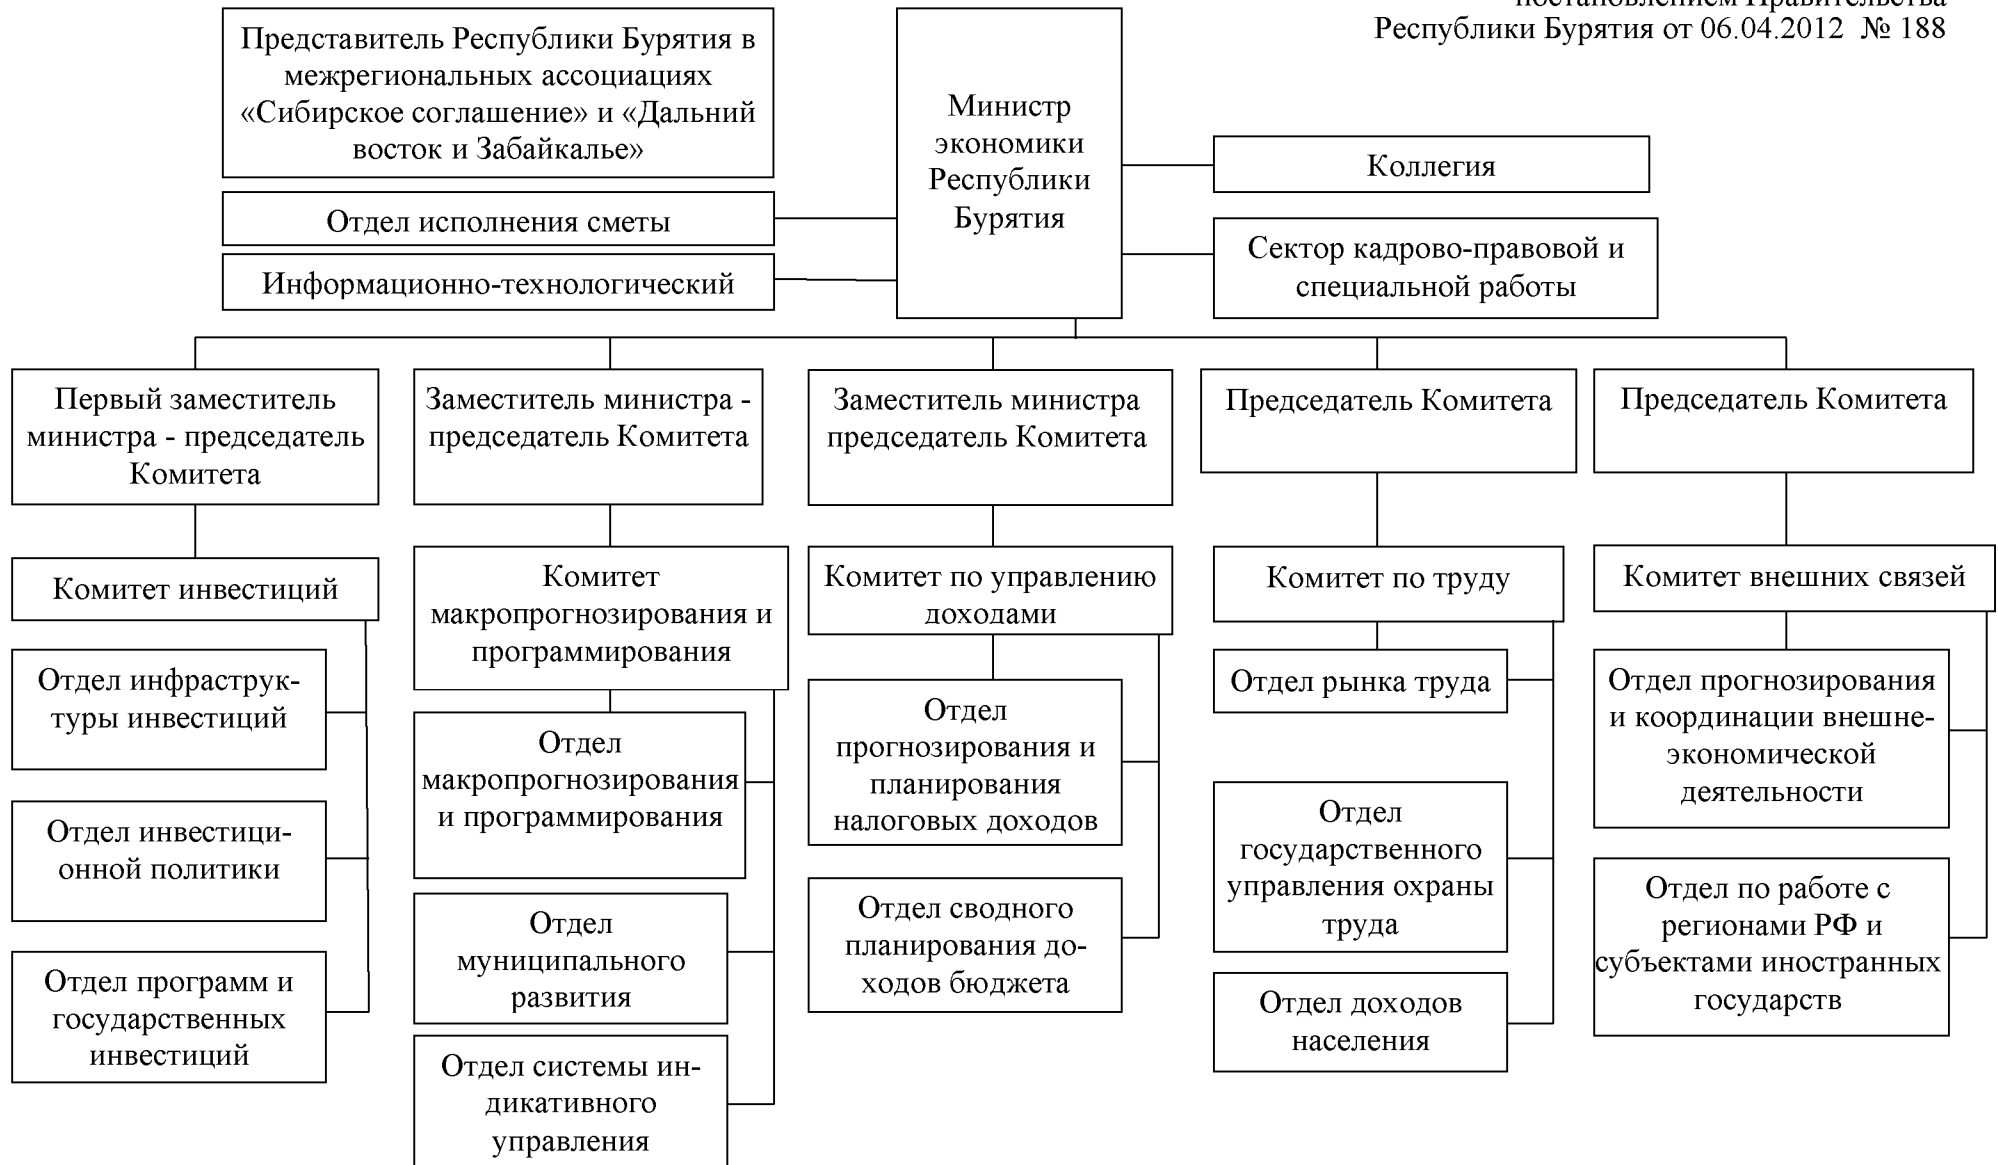 постановлением Правительства
Республики Бурятия от 06.04.2012 № 188
Представитель Республики Бурятия в
межрегиональных ассоциациях
«Сибирское соглашение» и «Дальний
восток и Забайкалье»
Отдел исполнения сметы
Информационно-технологический
Министр
экономики
Республики
Бурятия
Коллегия
Сектор кадрово-правовой и
специальной работы
Первый заместитель
министра - председатель
Комитета
Заместитель министра -
председатель Комитета
Заместитель министра
председатель Комитета
Председатель Комитета
Председатель Комитета
Комитет инвестиций
Отдел инфраструк-
туры инвестиций
Отдел инвестици-
онной политики
Отдел программ и
государственных
инвестиций
Комитет
макропрогнозирования и
программирования
Отдел
макропрогнозирования
и программирования
Отдел
муниципального
развития
Отдел системы ин-
дикативного
управления
Комитет по управлению
доходами
Отдел
прогнозирования и
планирования
налоговых доходов
Отдел сводного
планирования до-
ходов бюджета
Комитет по труду
Отдел рынка труда
Отдел
государственного
управления охраны
труда
Отдел доходов
населения
Комитет внешних связей
Отдел прогнозирования
и координации внешне-
экономической
деятельности
Отдел по работе с
регионами РФ и
субъектами иностранных
государств